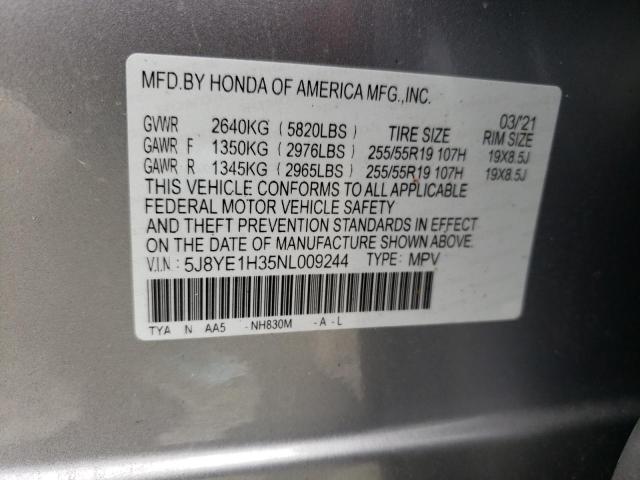 MFD.BY HONDA OF AMERICA MFG.,INC.
03/'21
GVWR 2640KG (5820LBS) TIRE SIZE RIM SIZE
GAWR F 1350KG (2976LBS) 255/55R19 107H 19X8.5J
GAWR R 1345KG (2965LBS) 255/55R19 107H 19X8.5J
THIS VEHICLE CONFORMS TO ALL APPLICABLE
FEDERAL MOTOR VEHICLE SAFETY
AND THEFT PREVENTION STANDARDS IN EFFECT
ON THE DATE OF MANUFACTURE SHOWN ABOVE.
V.I.N: 5J8YE1H35NL009244 TYPE: MPV
TYA N AA5 -NH830M -A-L